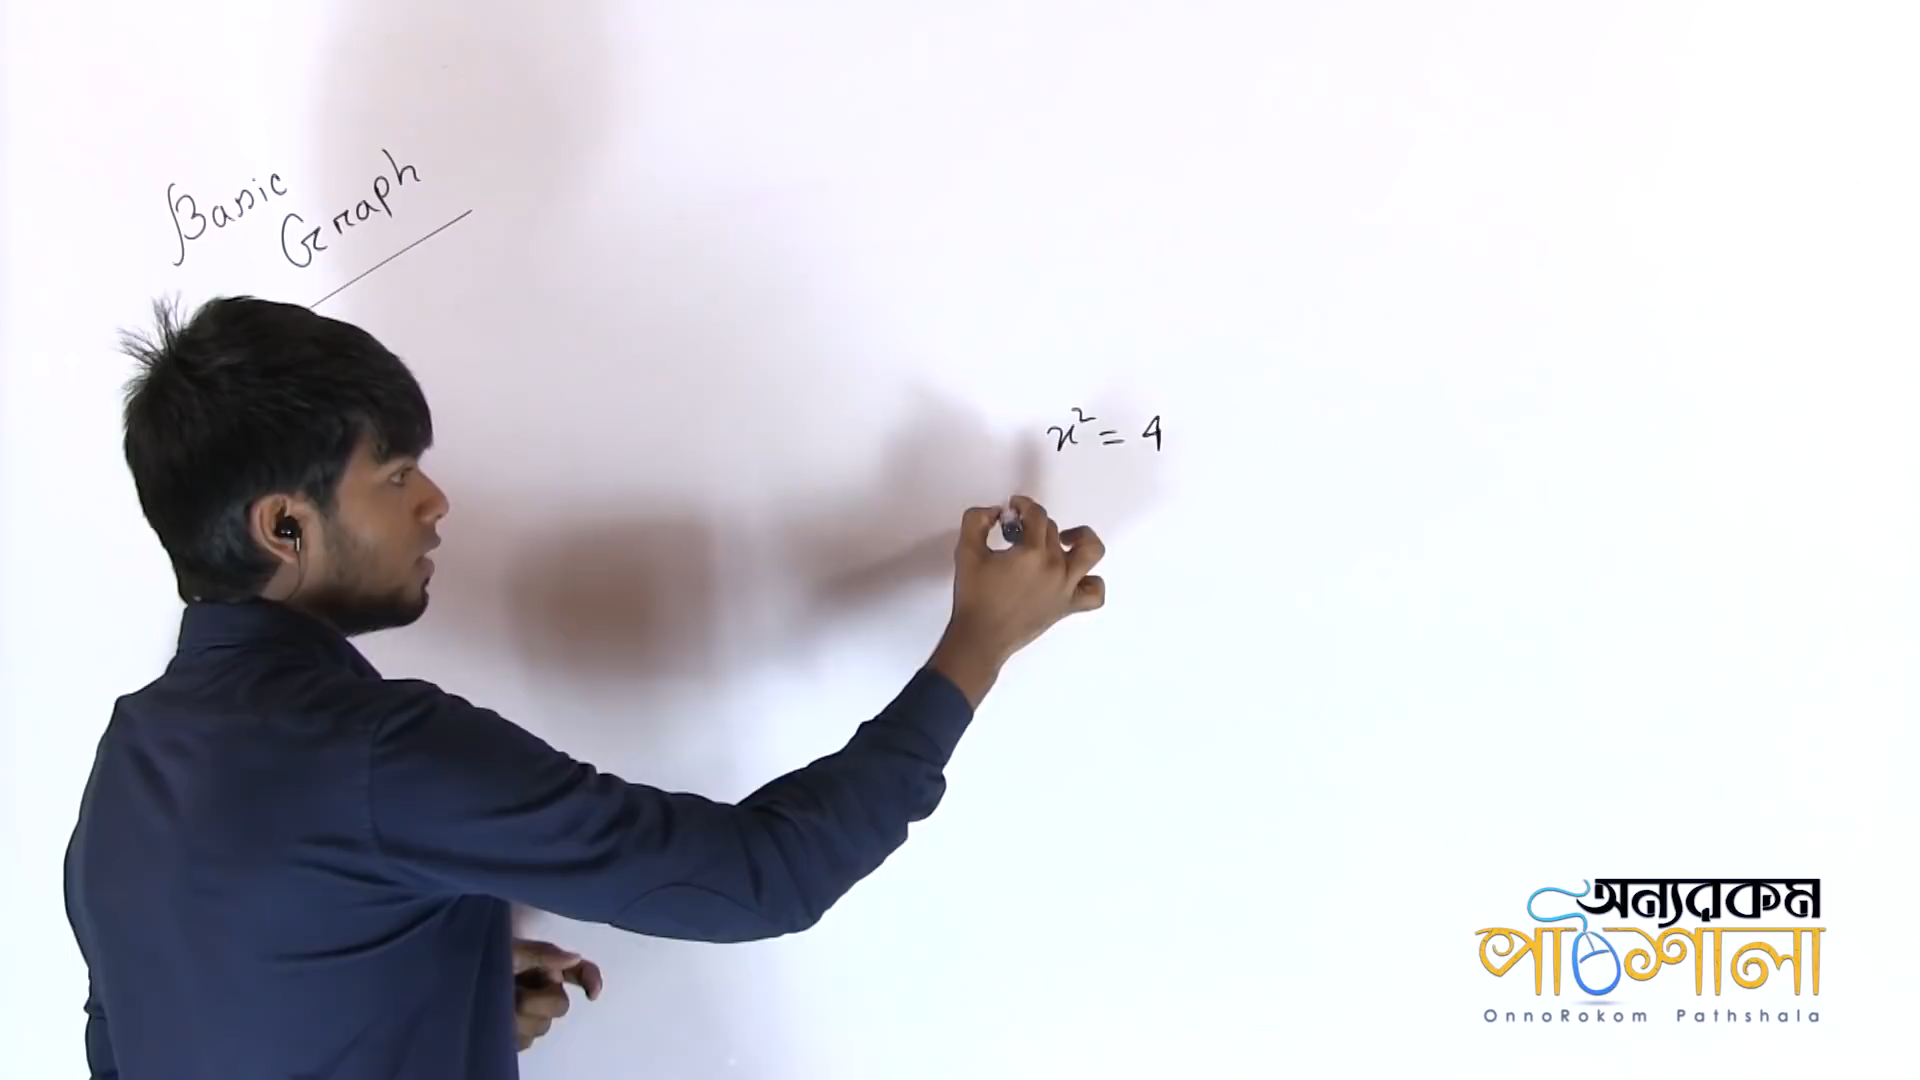 Basic
Graph
x² = 4
অন্যরকম
পাঠশালা
OnnoRokom Pathshala